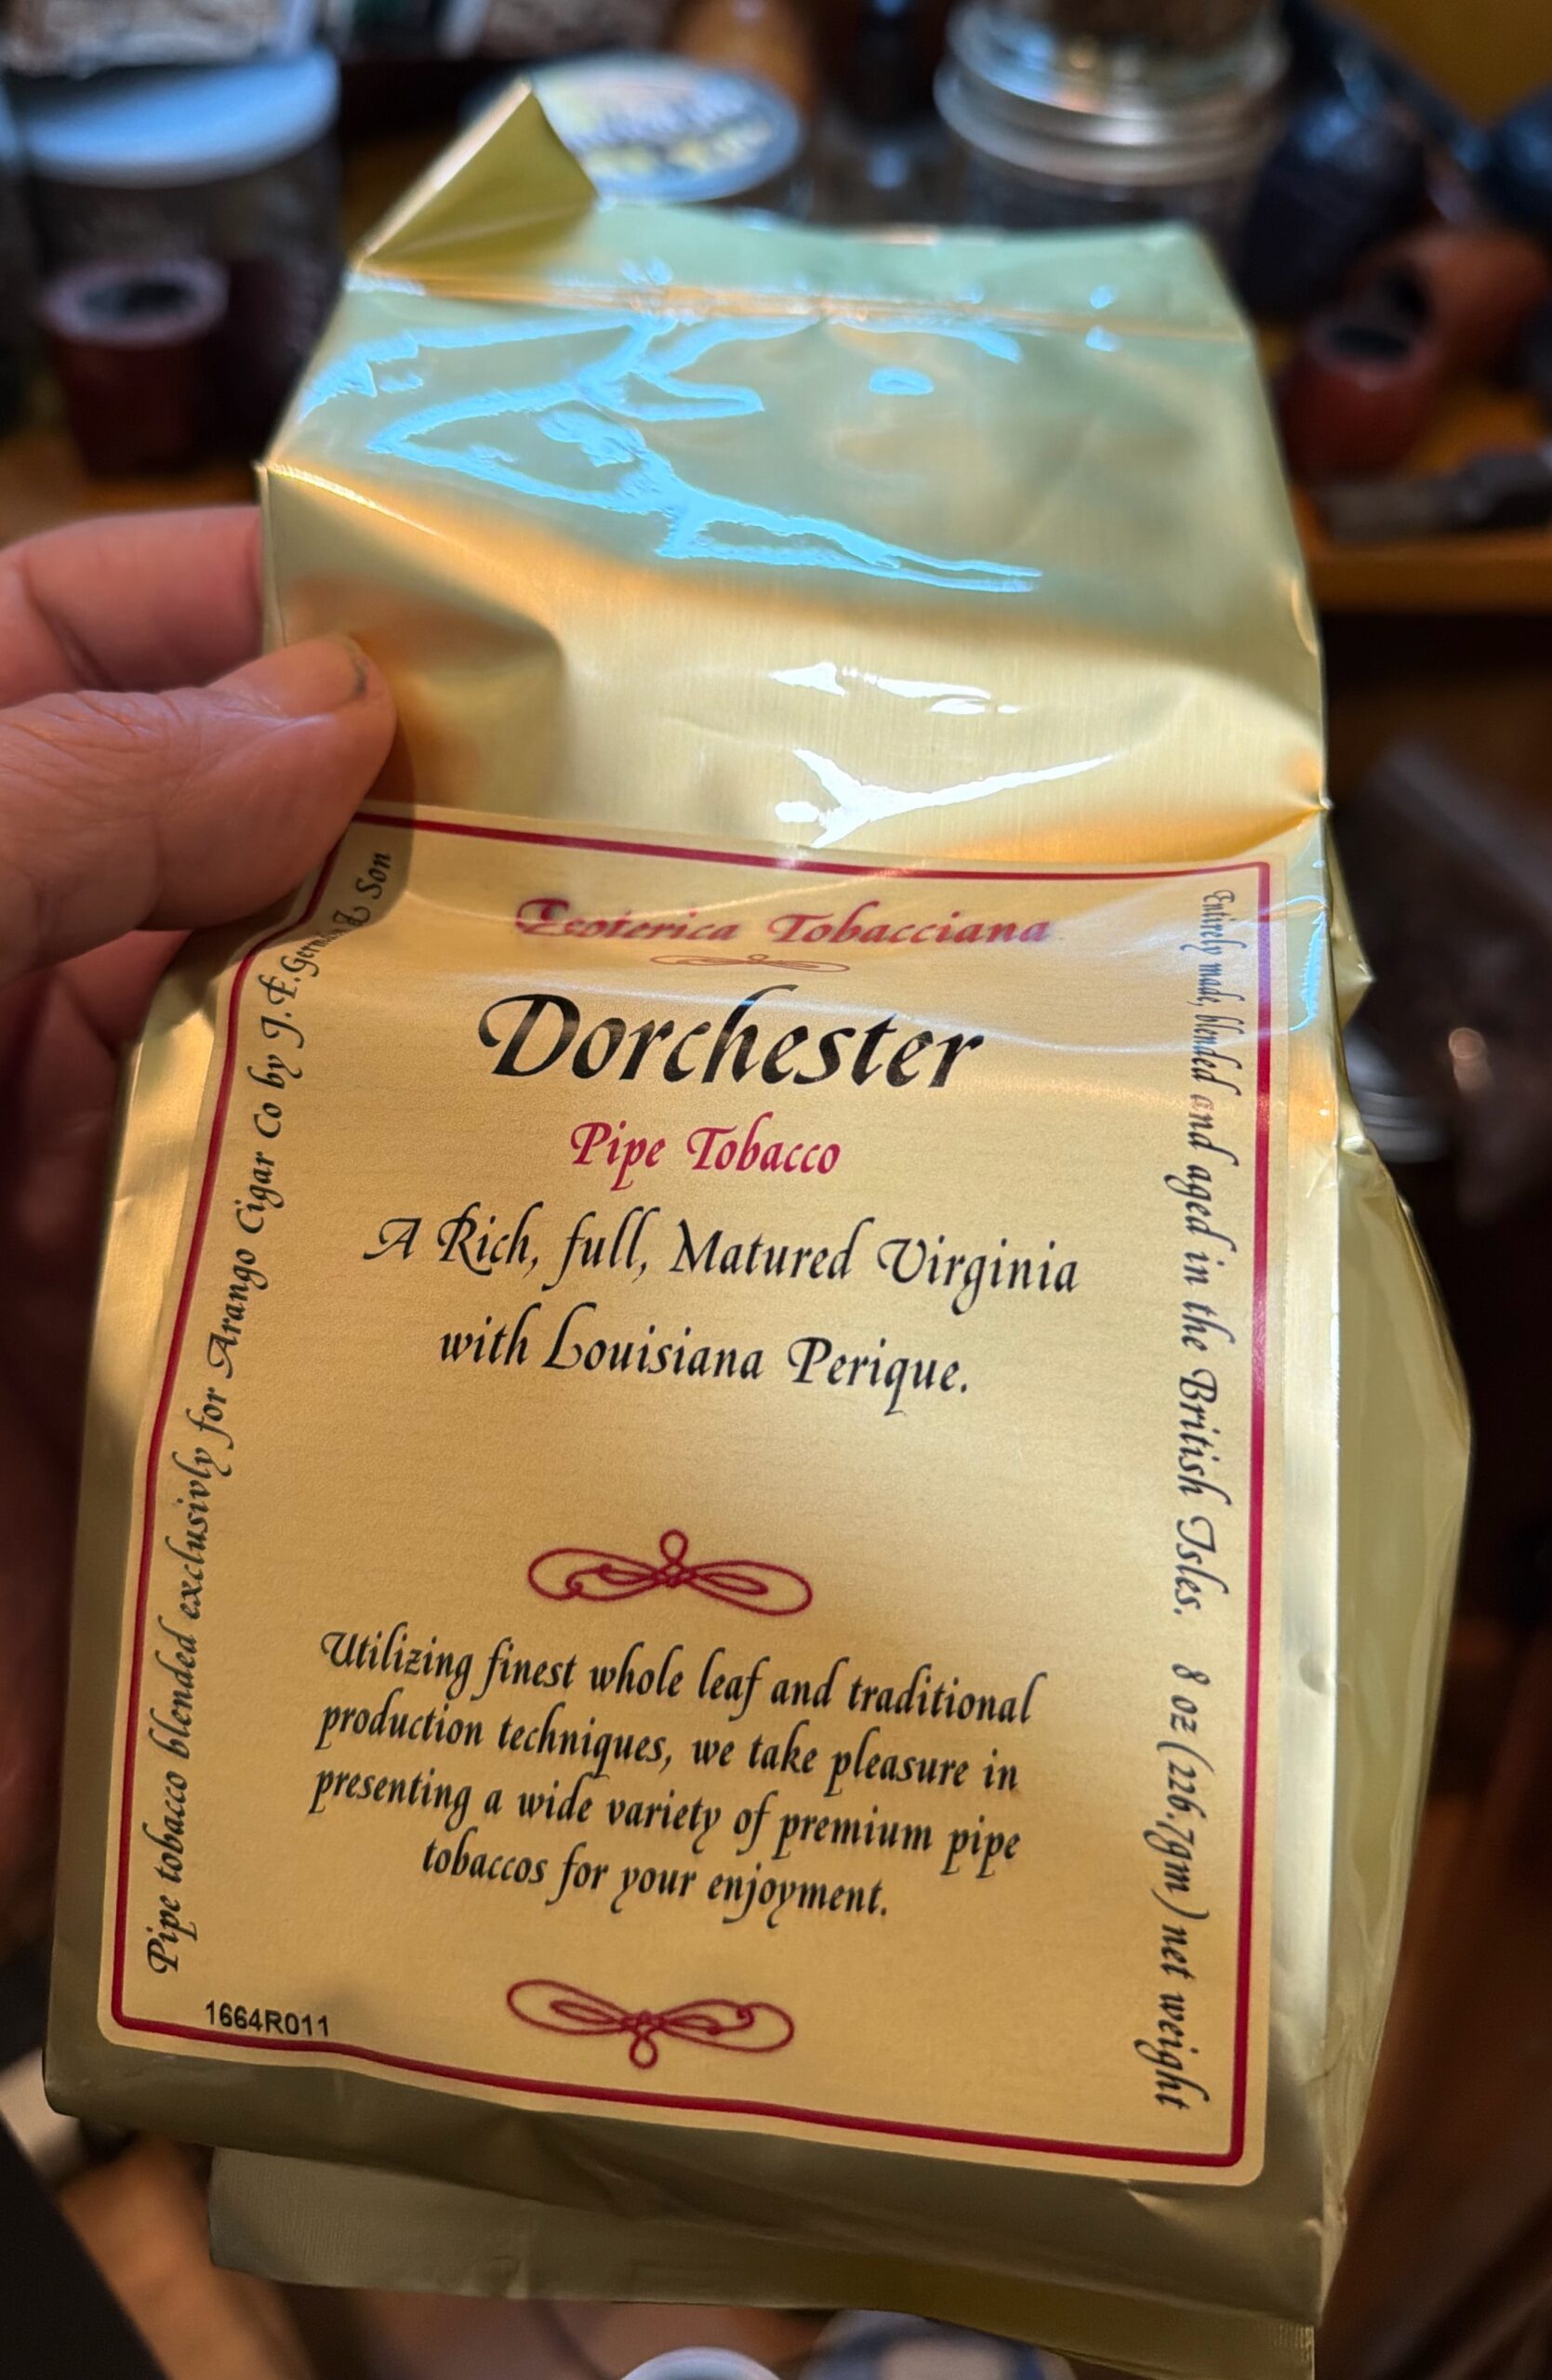 Esoterica Tobacciana
Dorchester
Pipe Tobacco
A Rich, full, Matured Virginia
with Louisiana Perique.
Utilizing finest whole leaf and traditional
production techniques, we take pleasure in
presenting a wide variety of premium pipe
tobaccos for your enjoyment.
Pipe tobacco blended exclusivly for Arango Cigar Co by J.F.Germain & Son
Entirely made, blended and aged in the British Isles. 8 oz (226.7gm) net weight
1664R011